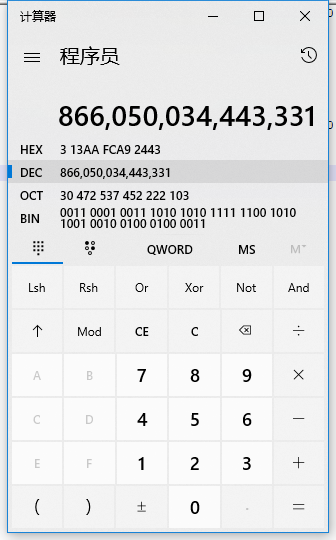 计算器
程序员
866,050,034,443,331
HEX 3 13AA FCA9 2443
DEC 866,050,034,443,331
OCT 30 472 537 452 222 103
BIN 0011 0001 0011 1010 1010 1111 1100 1010
1001 0010 0100 0100 0011
QWORD MS M˅
Lsh Rsh Or Xor Not And
↑ Mod CE C ⌫ ÷
A B 7 8 9 ×
C D 4 5 6 −
E F 1 2 3 +
( ) ± 0 . =